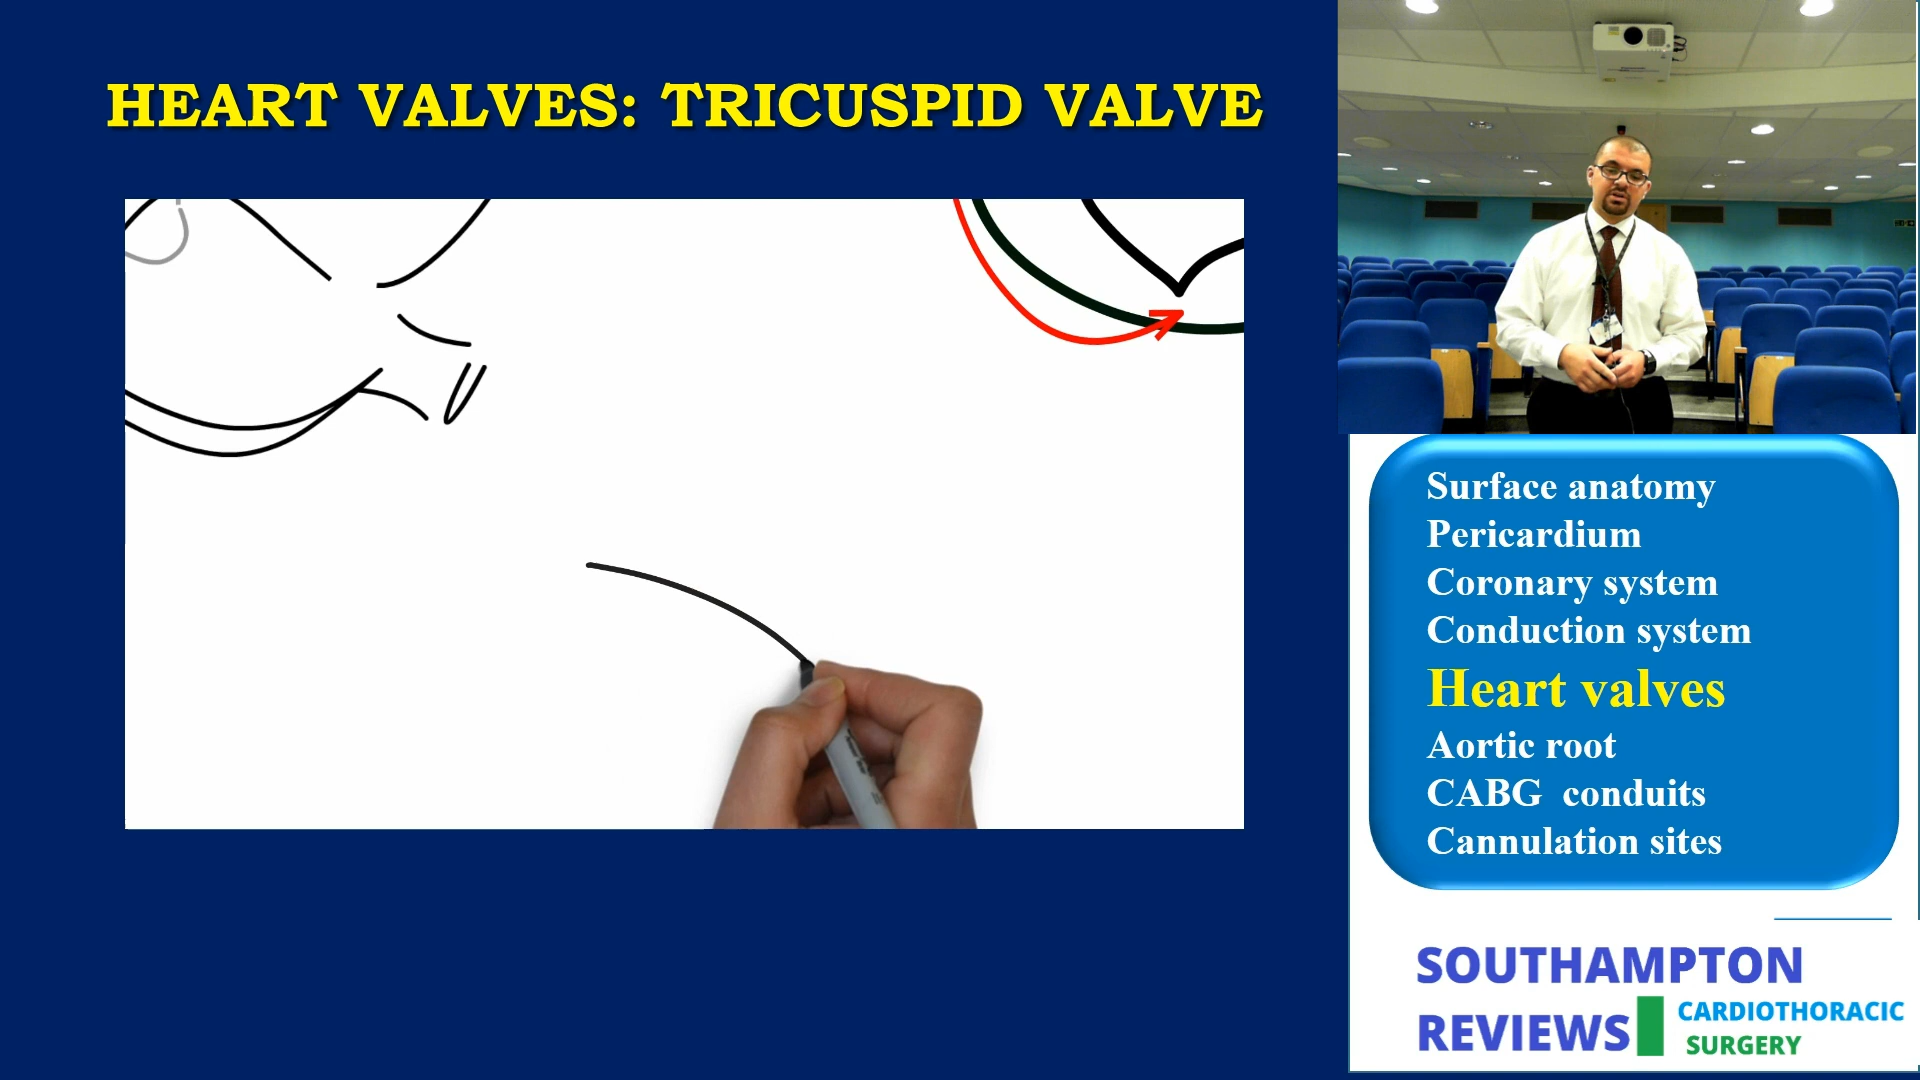 HEART VALVES: TRICUSPID VALVE
Surface anatomy
Pericardium
Coronary system
Conduction system
Heart valves
Aortic root
CABG conduits
Cannulation sites
SOUTHAMPTON
REVIEWS
CARDIOTHORACIC
SURGERY